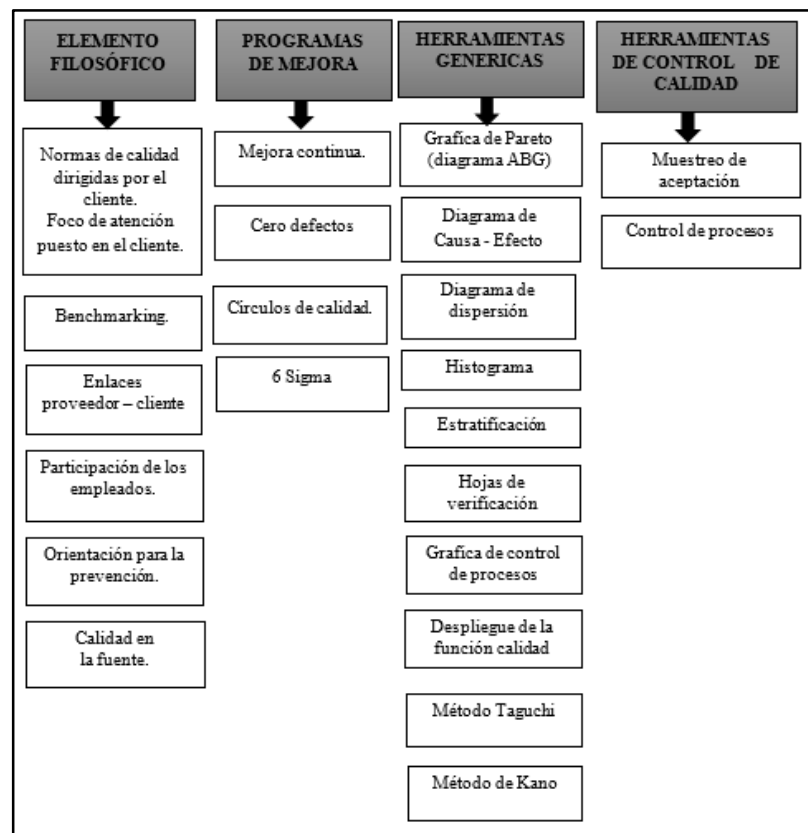 ELEMENTO
FILOSÓFICO
Normas de calidad
dirigidas por el
cliente.
Foco de atención
puesto en el cliente.
Benchmarking.
Enlaces
proveedor – cliente
Participación de los
empleados.
Orientación para la
prevención.
Calidad en
la fuente.
PROGRAMAS
DE MEJORA
Mejora continua.
Cero defectos
Círculos de calidad.
6 Sigma
HERRAMIENTAS
GENERICAS
Grafica de Pareto
(diagrama ABG)
Diagrama de
Causa - Efecto
Diagrama de
dispersión
Histograma
Estratificación
Hojas de
verificación
Grafica de control
de procesos
Despliegue de la
función calidad
Método Taguchi
Método de Kano
HERRAMIENTAS
DE CONTROL DE
CALIDAD
Muestreo de
aceptación
Control de procesos